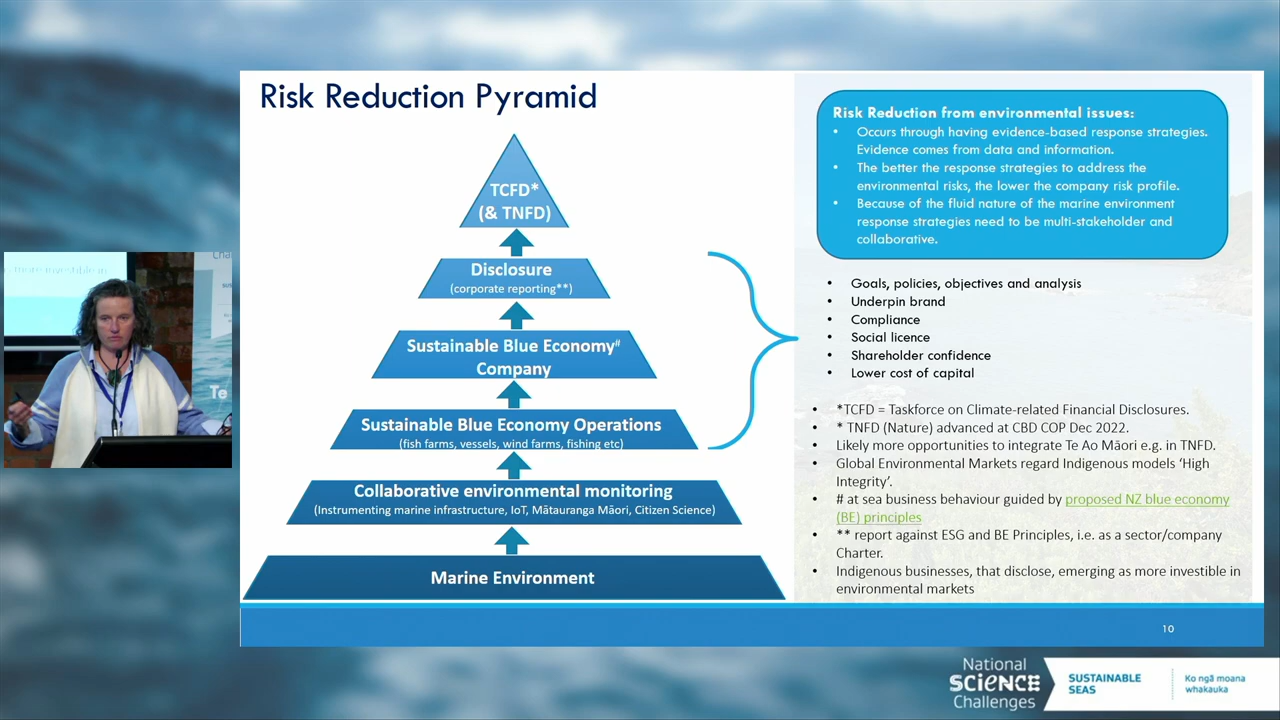 Risk Reduction Pyramid
TCFD*
(& TNFD)
Disclosure
(corporate reporting**)
Sustainable Blue Economy#
Company
Sustainable Blue Economy Operations
(fish farms, vessels, wind farms, fishing etc)
Collaborative environmental monitoring
(Instrumenting marine infrastructure, IoT, Mātauranga Māori, Citizen Science)
Marine Environment
Risk Reduction from environmental issues:
• Occurs through having evidence-based response strategies.
Evidence comes from data and information.
• The better the response strategies to address the
environmental risks, the lower the company risk profile.
• Because of the fluid nature of the marine environment
response strategies need to be multi-stakeholder and
collaborative.
• Goals, policies, objectives and analysis
• Underpin brand
• Compliance
• Social licence
• Shareholder confidence
• Lower cost of capital
• *TCFD = Taskforce on Climate-related Financial Disclosures.
• * TNFD (Nature) advanced at CBD COP Dec 2022.
• Likely more opportunities to integrate Te Ao Māori e.g. in TNFD.
• Global Environmental Markets regard Indigenous models ‘High
Integrity’.
• # at sea business behaviour guided by proposed NZ blue economy
(BE) principles
• ** report against ESG and BE Principles, i.e. as a sector/company
Charter.
• Indigenous businesses, that disclose, emerging as more investible in
environmental markets
10
more investible in
Te
National
SCIENCE
Challenges
SUSTAINABLE
SEAS
Ko ngā moana
whakauka